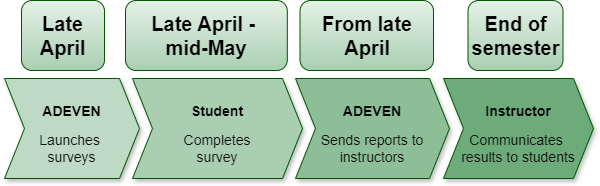 Late
April
Late April -
mid-May
From late
April
End of
semester
ADEVEN
Launches
surveys
Student
Completes
survey
ADEVEN
Sends reports to
instructors
Instructor
Communicates
results to students